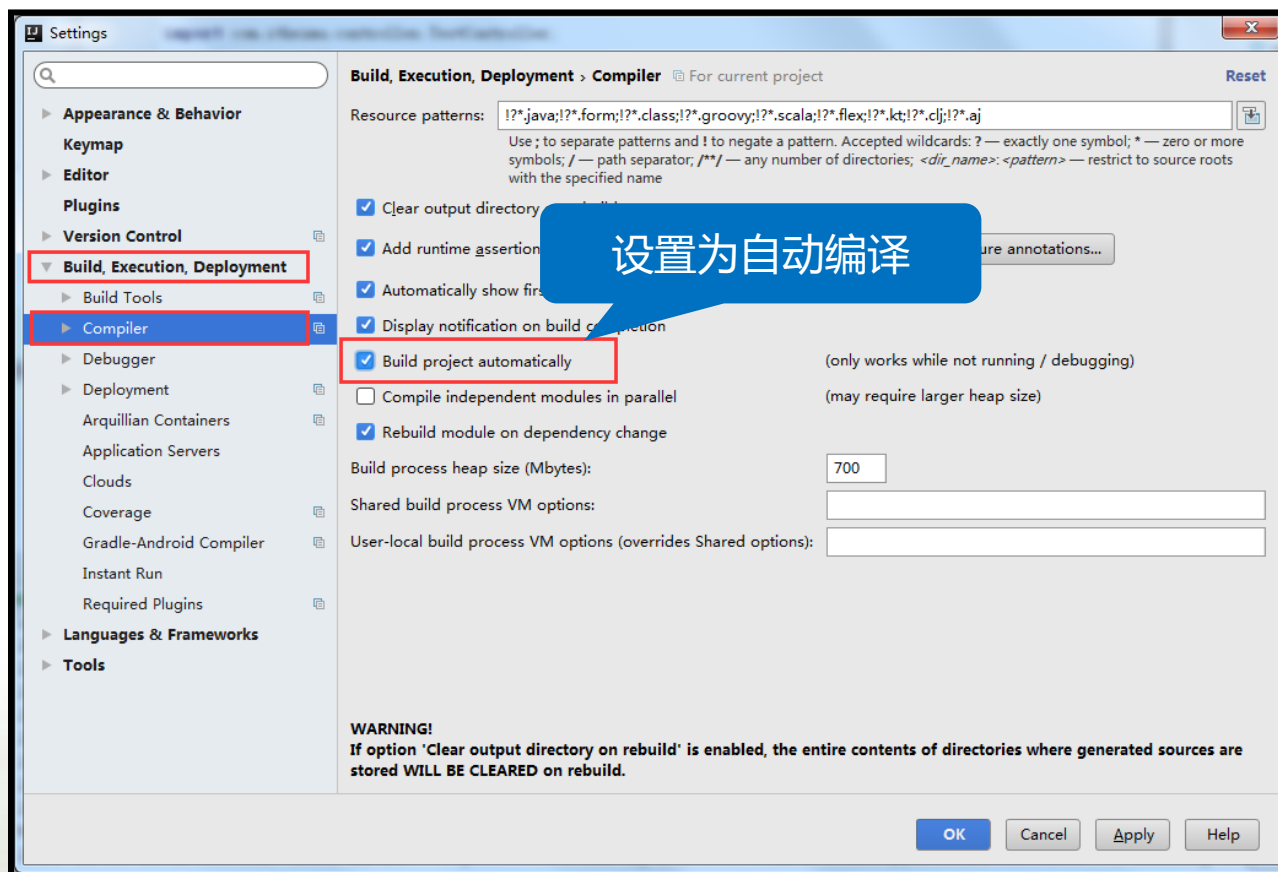 Settings
Appearance & Behavior
Keymap
Editor
Plugins
Version Control
Build, Execution, Deployment
Build Tools
Compiler
Debugger
Deployment
Arquillian Containers
Application Servers
Clouds
Coverage
Gradle-Android Compiler
Instant Run
Required Plugins
Languages & Frameworks
Tools
Build, Execution, Deployment › Compiler For current project Reset
Resource patterns: !?*.java;!?*.form;!?*.class;!?*.groovy;!?*.scala;!?*.flex;!?*.kt;!?*.clj;!?*.aj
Use ; to separate patterns and ! to negate a pattern. Accepted wildcards: ? — exactly one symbol; * — zero or more
symbols; / — path separator; /**/ — any number of directories; <dir_name>:<pattern> — restrict to source roots
with the specified name
Clear output directory
Add runtime assertion annotations...
设置为自动编译
Automatically show
Display notification on build
Build project automatically (only works while not running / debugging)
Compile independent modules in parallel (may require larger heap size)
Rebuild module on dependency change
Build process heap size (Mbytes): 700
Shared build process VM options:
User-local build process VM options (overrides Shared options):
WARNING!
If option 'Clear output directory on rebuild' is enabled, the entire contents of directories where generated sources are
stored WILL BE CLEARED on rebuild.
OK Cancel Apply Help